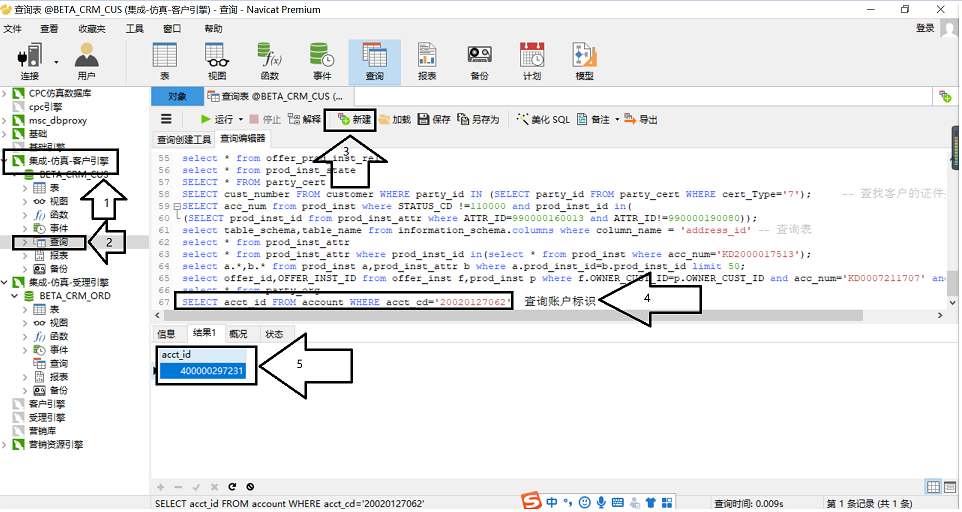 查询表 @BETA_CRM_CUS (集成-仿真-客户引擎) - 查询 - Navicat Premium
文件 查看 收藏夹 工具 窗口 帮助 登录
连接 用户 表 视图 函数 事件 查询 报表 备份 计划 模型
CPC仿真数据库
cpc引擎
msc_dbproxy
基础
基础引擎
集成-仿真-客户引擎
BETA_CRM_CUS
表
视图
函数
事件
查询
报表
备份
集成-仿真-受理引擎
BETA_CRM_ORD
表
视图
函数
事件
查询
报表
备份
客户引擎
受理引擎
营销库
营销资源引擎
1
2
对象 查询表 @BETA_CRM_CUS (...
运行 停止 解释 新建 加载 保存 另存为 美化 SQL 备注 导出
查询创建工具 查询编辑器
3
55 select * from offer_prod_inst_rel
56 select * from prod_inst_state
57 SELECT * FROM party_cert
58 SELECT cust_number FROM customer WHERE party_id IN (SELECT party_id FROM party_cert WHERE cert_Type='7'); -- 查找客户的证件
59 SELECT acc_num from prod_inst where STATUS_CD !=110000 and prod_inst_id in(
60 (SELECT prod_inst_id from prod_inst_attr where ATTR_ID=990000160013 and ATTR_ID!=990000190080));
61 select table_schema,table_name from information_schema.columns where column_name = 'address_id' -- 查询表
62 select * from prod_inst_attr
63 select * from prod_inst_attr where prod_inst_id in(select * from prod_inst where acc_num='KD2000017513');
64 select a.*,b.* from prod_inst a,prod_inst_attr b where a.prod_inst_id=b.prod_inst_id limit 50;
65 select offer_id,OFFER_INST_ID from offer_inst f,prod_inst p where f.OWNER_CUST_ID=p.OWNER_CUST_ID and acc_num='KD0007211707' and
66 select * from party_org
67 SELECT acct_id FROM account WHERE acct_cd='20020127062' 查询账户标识
4
信息 结果1 概况 状态
acct_id
400000297231
5
SELECT acct_id FROM account WHERE acct_cd='20020127062'
S 中
查询时间: 0.009s 第 1 条记录 (共 1 条)